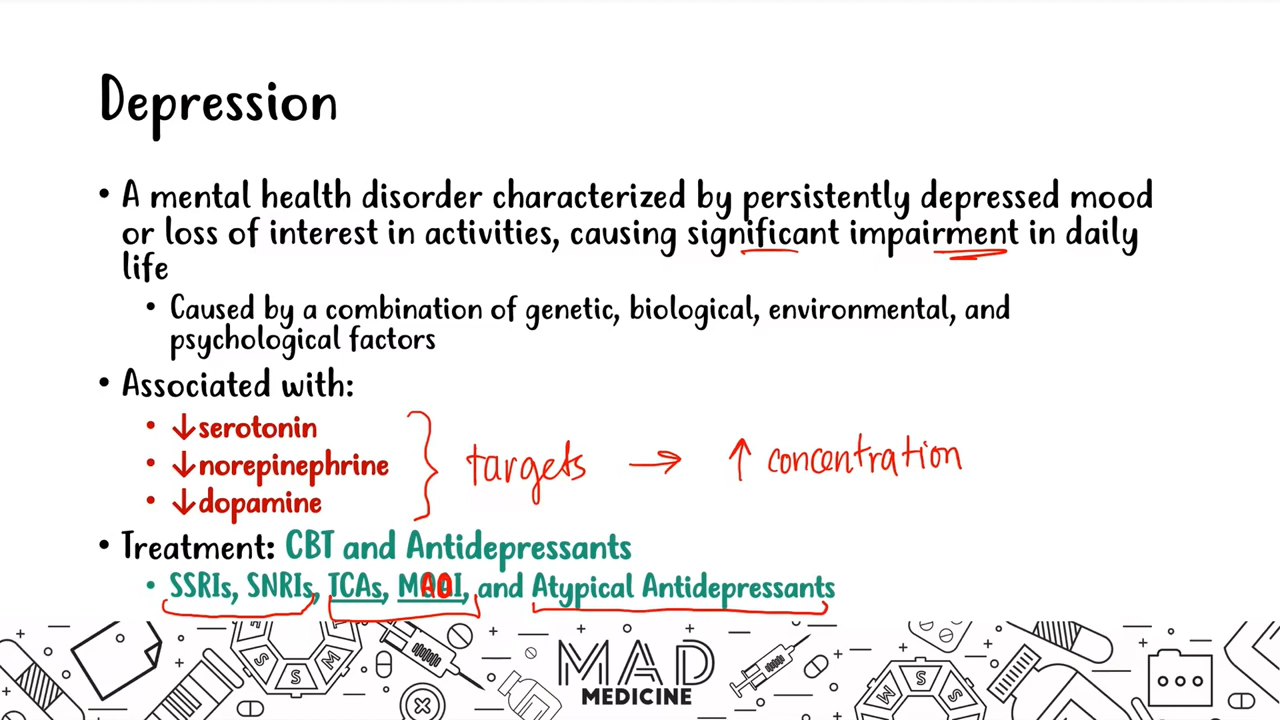 Depression
• A mental health disorder characterized by persistently depressed mood
or loss of interest in activities, causing significant impairment in daily
life
• Caused by a combination of genetic, biological, environmental, and
psychological factors
• Associated with:
• ↓serotonin
• ↓norepinephrine
• ↓dopamine
targets → ↑ concentration
• Treatment: CBT and Antidepressants
• SSRIs, SNRIs, TCAs, MAOI, and Atypical Antidepressants
S S M
M S S
MAD
MEDICINE